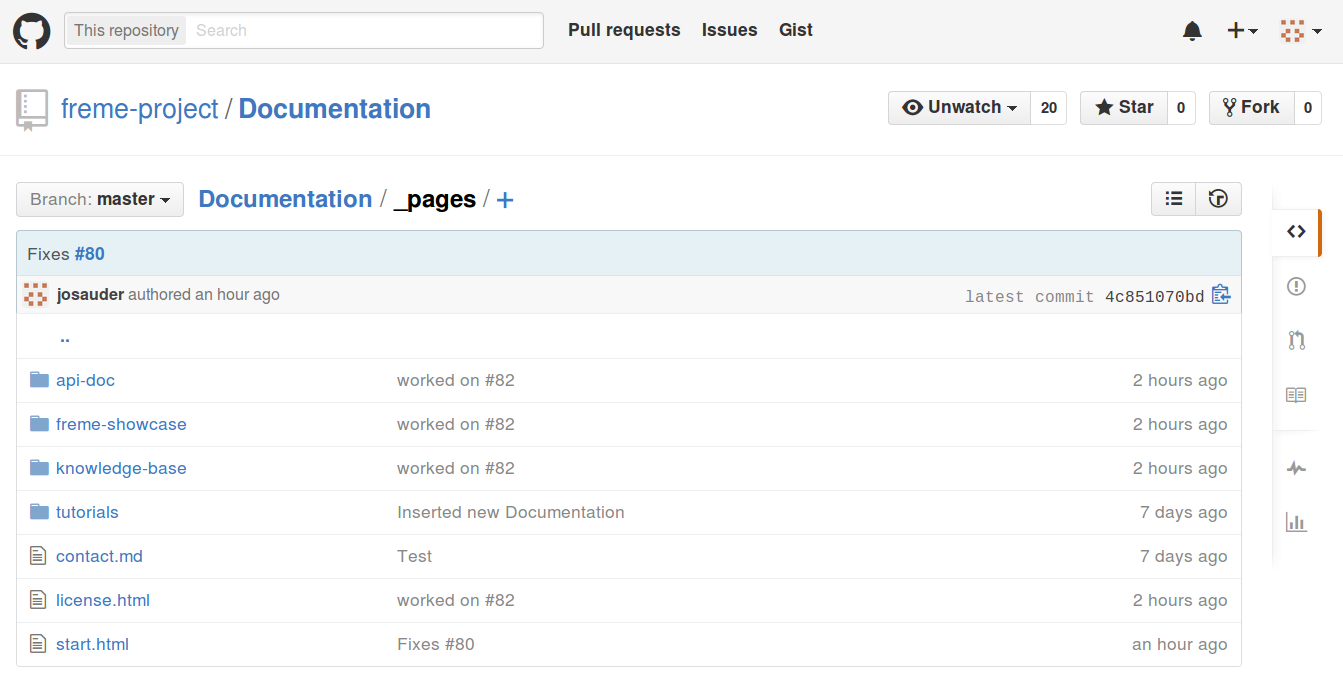 This repository Search Pull requests Issues Gist
freme-project / Documentation Unwatch 20 Star 0 Fork 0
Branch: master Documentation / _pages / +
Fixes #80
josauder authored an hour ago latest commit 4c851070bd
..
api-doc worked on #82 2 hours ago
freme-showcase worked on #82 2 hours ago
knowledge-base worked on #82 2 hours ago
tutorials Inserted new Documentation 7 days ago
contact.md Test 7 days ago
license.html worked on #82 2 hours ago
start.html Fixes #80 an hour ago